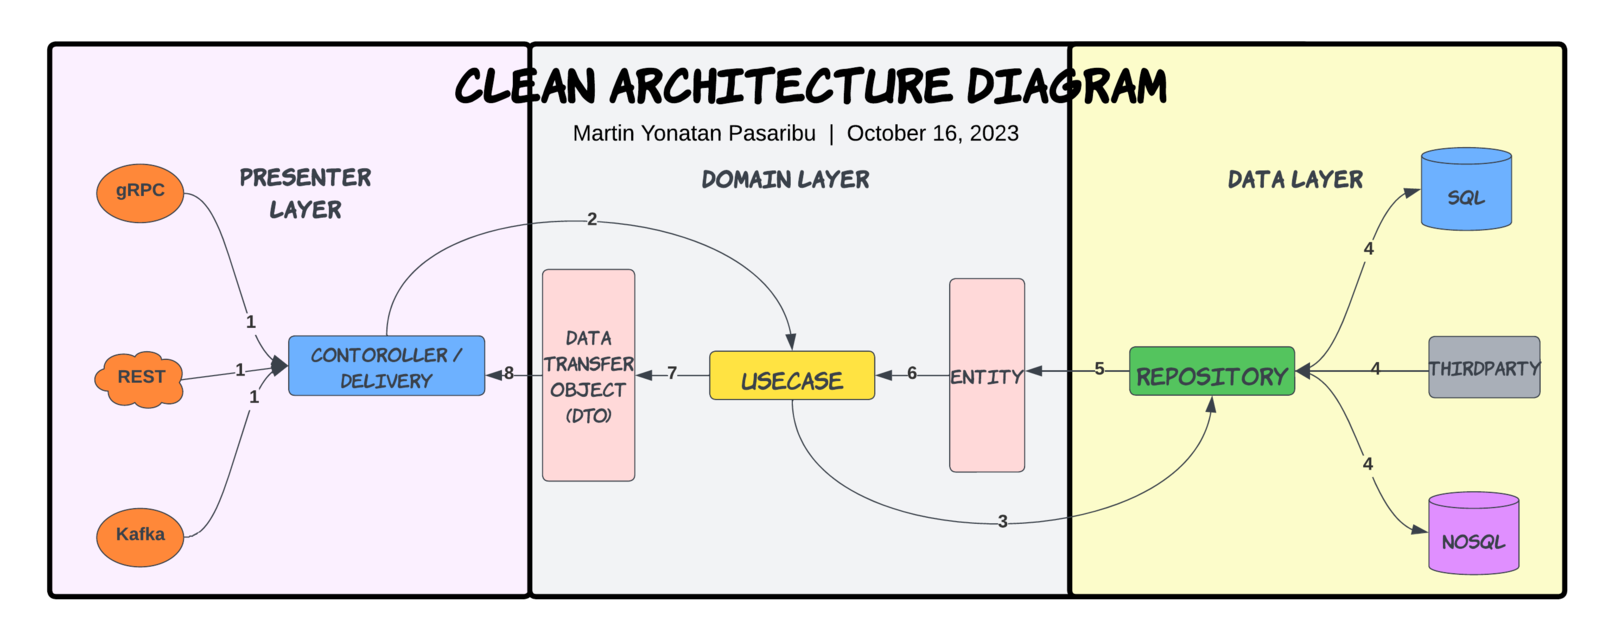 CLEAN ARCHITECTURE DIAGRAM
Martin Yonatan Pasaribu | October 16, 2023
PRESENTER
LAYER
DOMAIN LAYER
DATA LAYER
gRPC
REST
Kafka
1
1
1
CONTOROLLER /
DELIVERY
2
8
DATA
TRANSFER
OBJECT
(DTO)
7
USECASE
6
ENTITY
3
5
REPOSITORY
4
4
4
SQL
THIRDPARTY
NOSQL